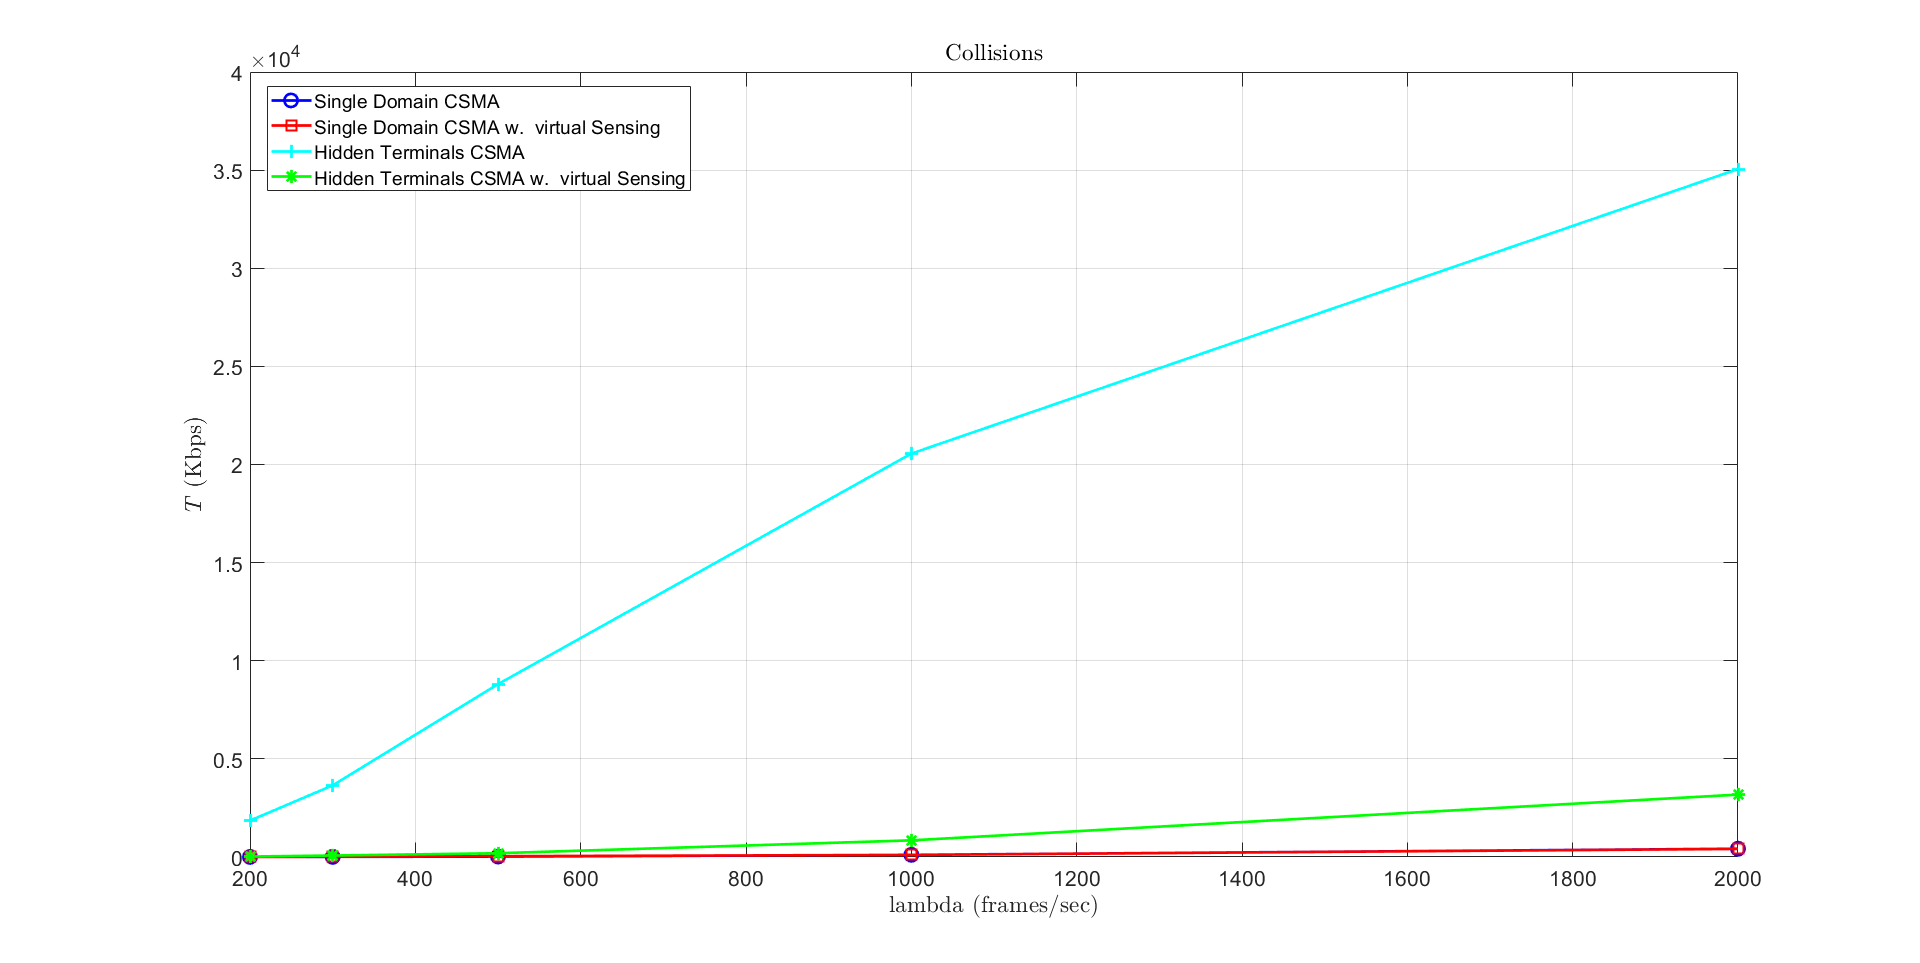 Collisions
×10^4
4
3.5
3
2.5
2
1.5
1
0.5
0
T (Kbps)
Single Domain CSMA
Single Domain CSMA w.  virtual Sensing
Hidden Terminals CSMA
Hidden Terminals CSMA w.  virtual Sensing
200 400 600 800 1000 1200 1400 1600 1800 2000
lambda (frames/sec)